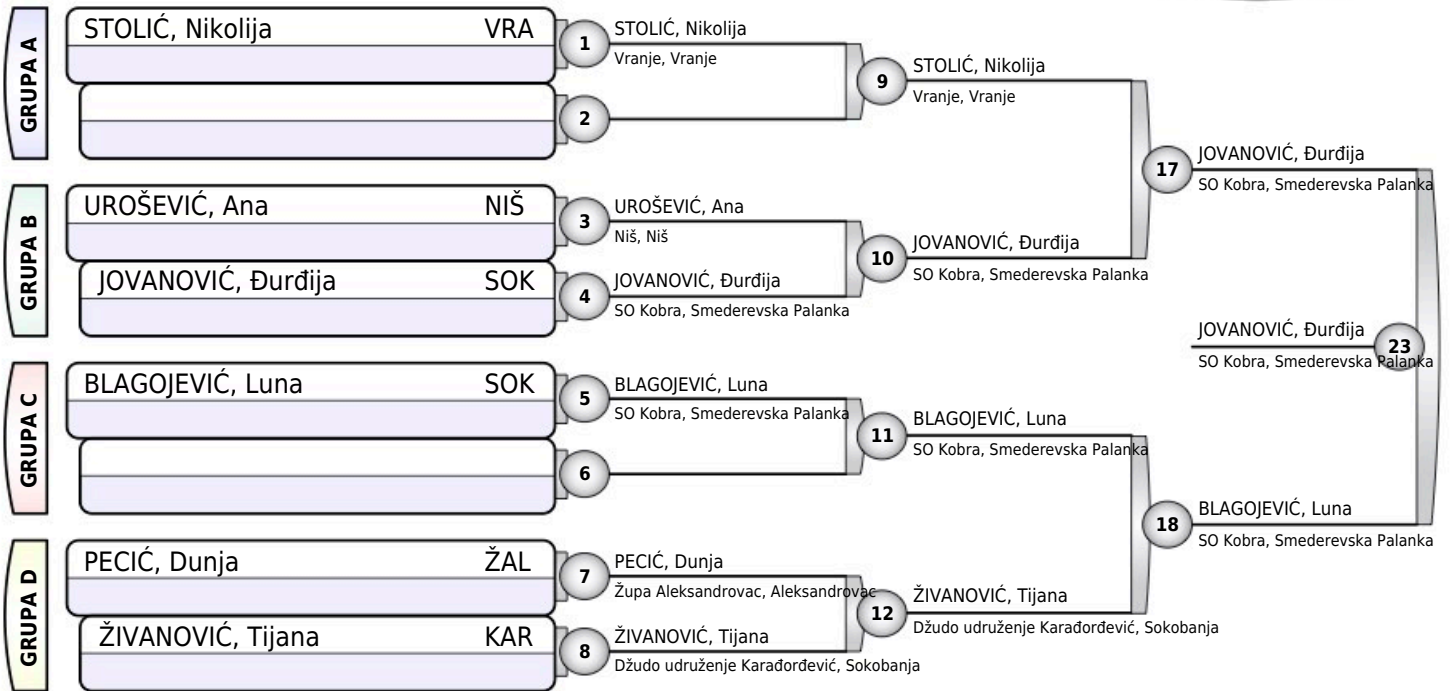 GRUPA A
STOLIĆ, Nikolija VRA
1
STOLIĆ, Nikolija
Vranje, Vranje
2
9
STOLIĆ, Nikolija
Vranje, Vranje
GRUPA B
UROŠEVIĆ, Ana NIŠ
3
UROŠEVIĆ, Ana
Niš, Niš
JOVANOVIĆ, Đurđija SOK
4
JOVANOVIĆ, Đurđija
SO Kobra, Smederevska Palanka
10
JOVANOVIĆ, Đurđija
SO Kobra, Smederevska Palanka
17
JOVANOVIĆ, Đurđija
SO Kobra, Smederevska Palanka
GRUPA C
BLAGOJEVIĆ, Luna SOK
5
BLAGOJEVIĆ, Luna
SO Kobra, Smederevska Palanka
6
11
BLAGOJEVIĆ, Luna
SO Kobra, Smederevska Palanka
GRUPA D
PECIĆ, Dunja ŽAL
7
PECIĆ, Dunja
Župa Aleksandrovac, Aleksandrovac
ŽIVANOVIĆ, Tijana KAR
8
ŽIVANOVIĆ, Tijana
Džudo udruženje Karađorđević, Sokobanja
12
ŽIVANOVIĆ, Tijana
Džudo udruženje Karađorđević, Sokobanja
18
BLAGOJEVIĆ, Luna
SO Kobra, Smederevska Palanka
JOVANOVIĆ, Đurđija
23
SO Kobra, Smederevska Palanka